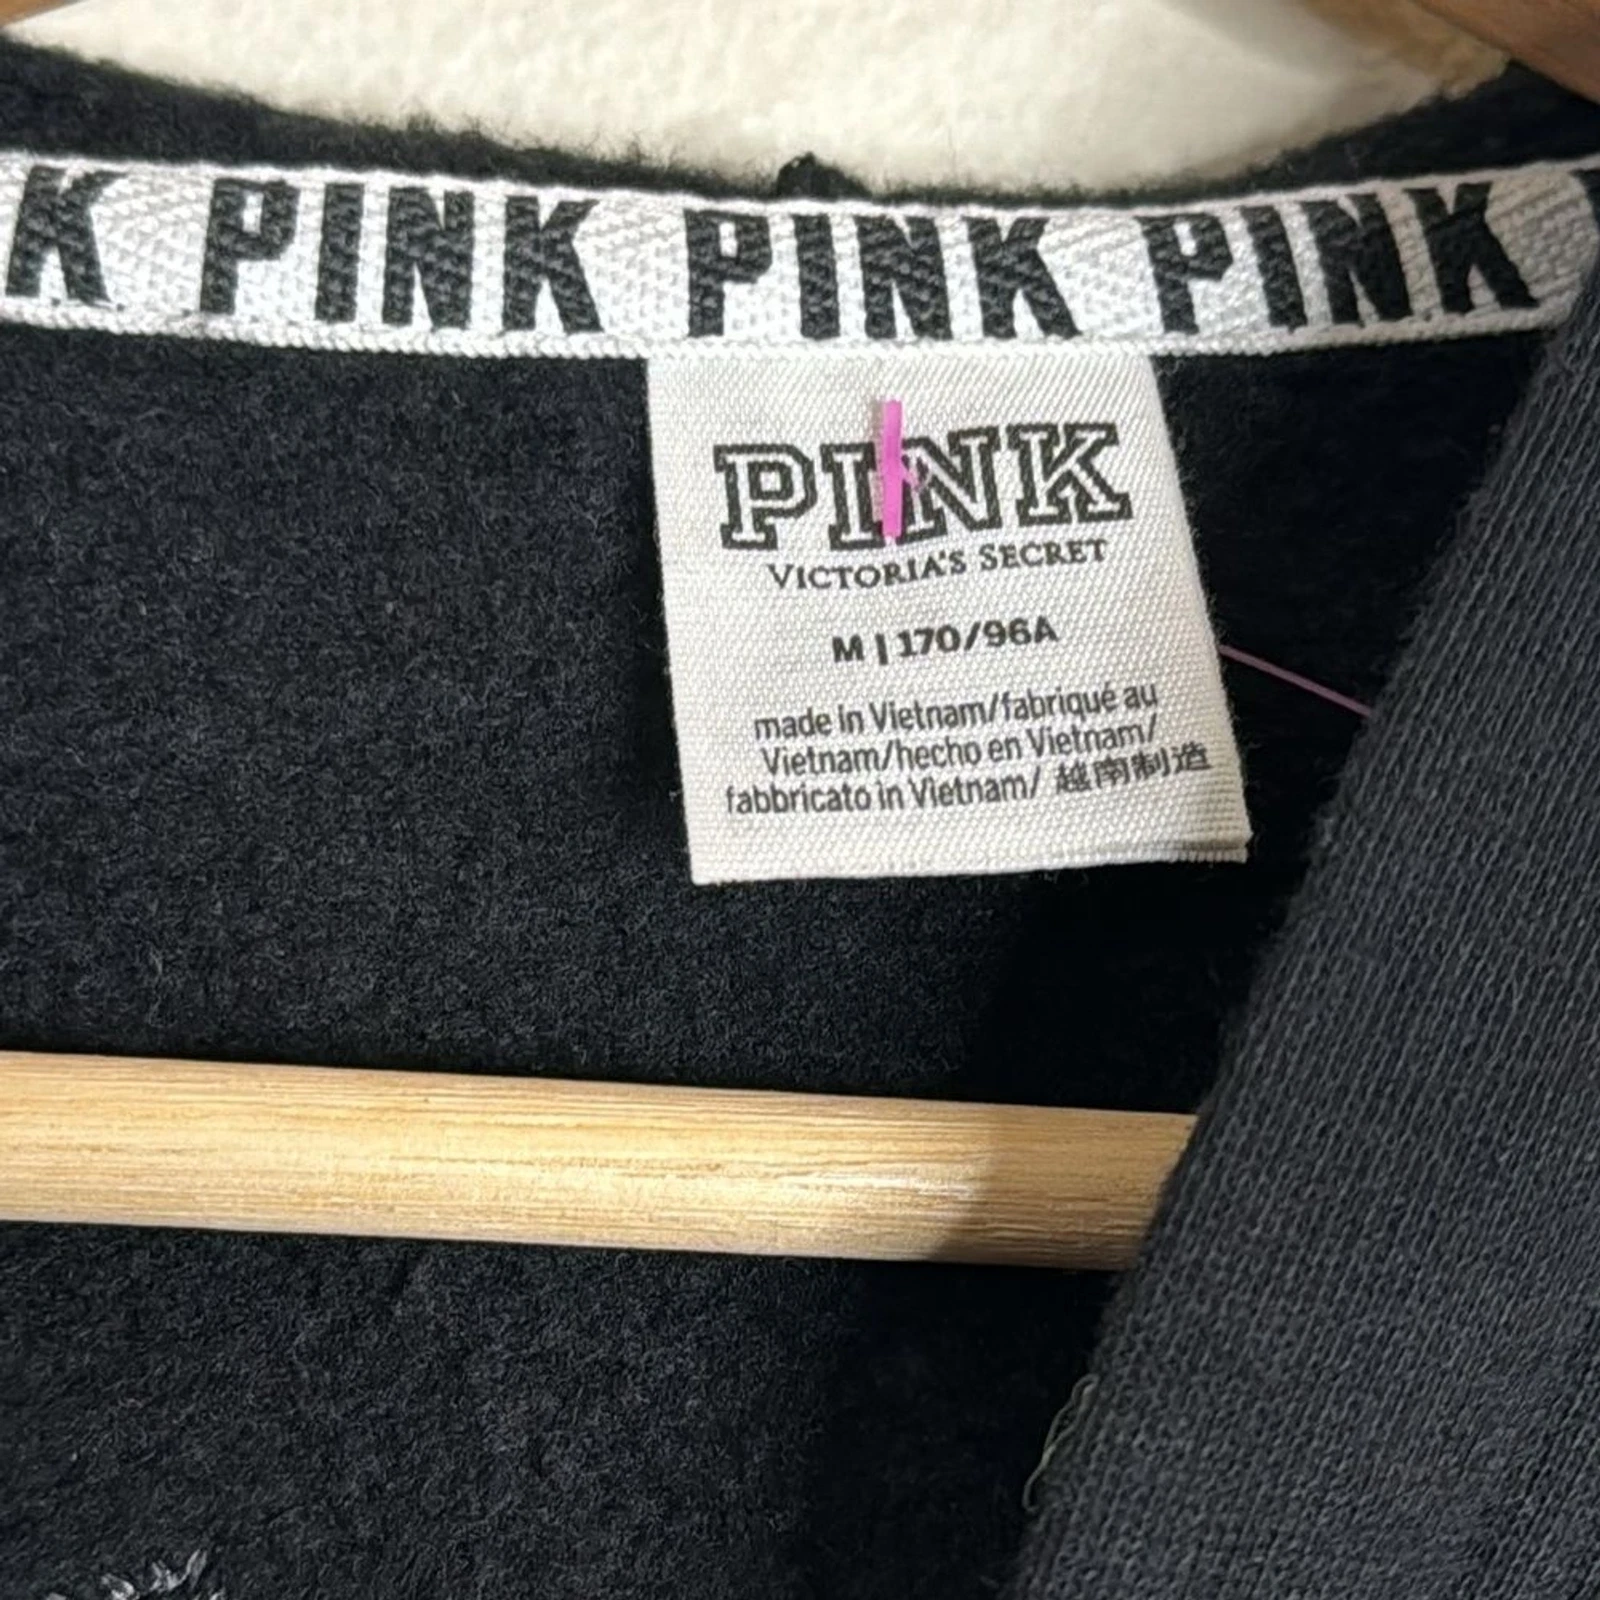 K PINK PINK PINK
PINK
VICTORIA'S SECRET
M | 170/96A
made in Vietnam/fabriqué au
Vietnam/hecho en Vietnam/
fabbricato in Vietnam/ 越南制造